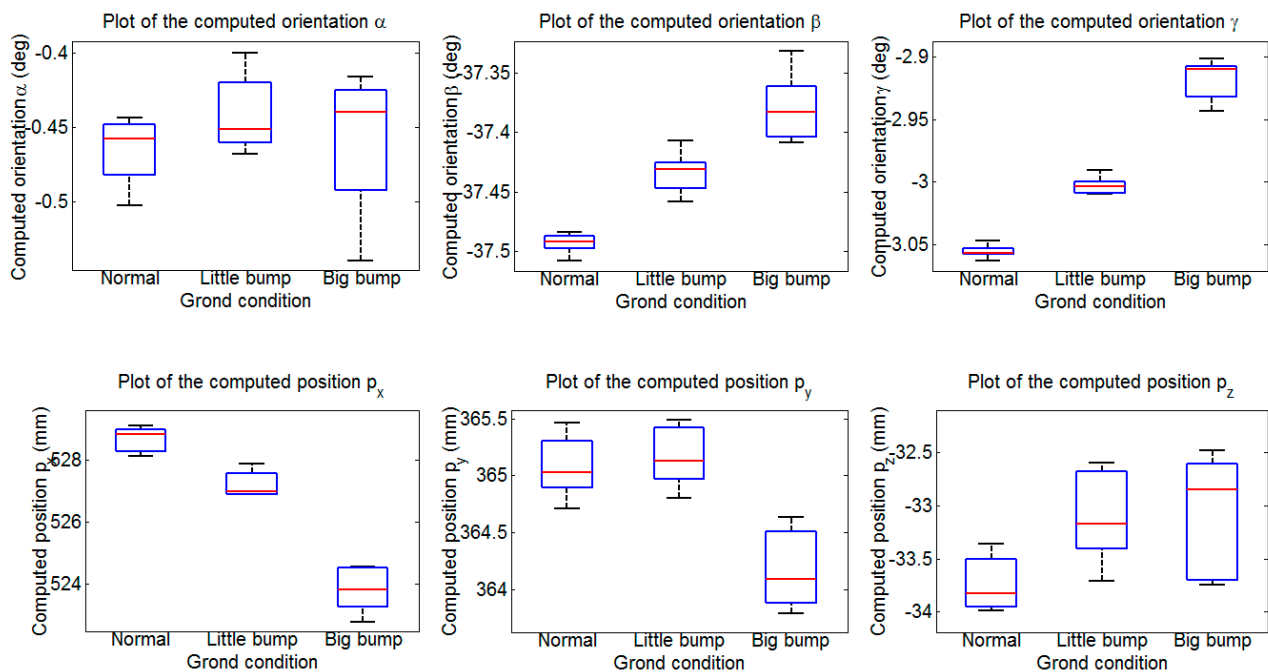 Plot of the computed orientation α
Computed orientation α (deg)
-0.4
-0.45
-0.5
Normal Little bump Big bump
Grond condition
Plot of the computed orientation β
Computed orientation β (deg)
-37.35
-37.4
-37.45
-37.5
Normal Little bump Big bump
Grond condition
Plot of the computed orientation γ
Computed orientation γ (deg)
-2.9
-2.95
-3
-3.05
Normal Little bump Big bump
Grond condition
Plot of the computed position p_x
Computed position p_x (mm)
528
526
524
Normal Little bump Big bump
Grond condition
Plot of the computed position p_y
Computed position p_y (mm)
365.5
365
364.5
364
Normal Little bump Big bump
Grond condition
Plot of the computed position p_z
Computed position p_z (mm)
-32.5
-33
-33.5
-34
Normal Little bump Big bump
Grond condition